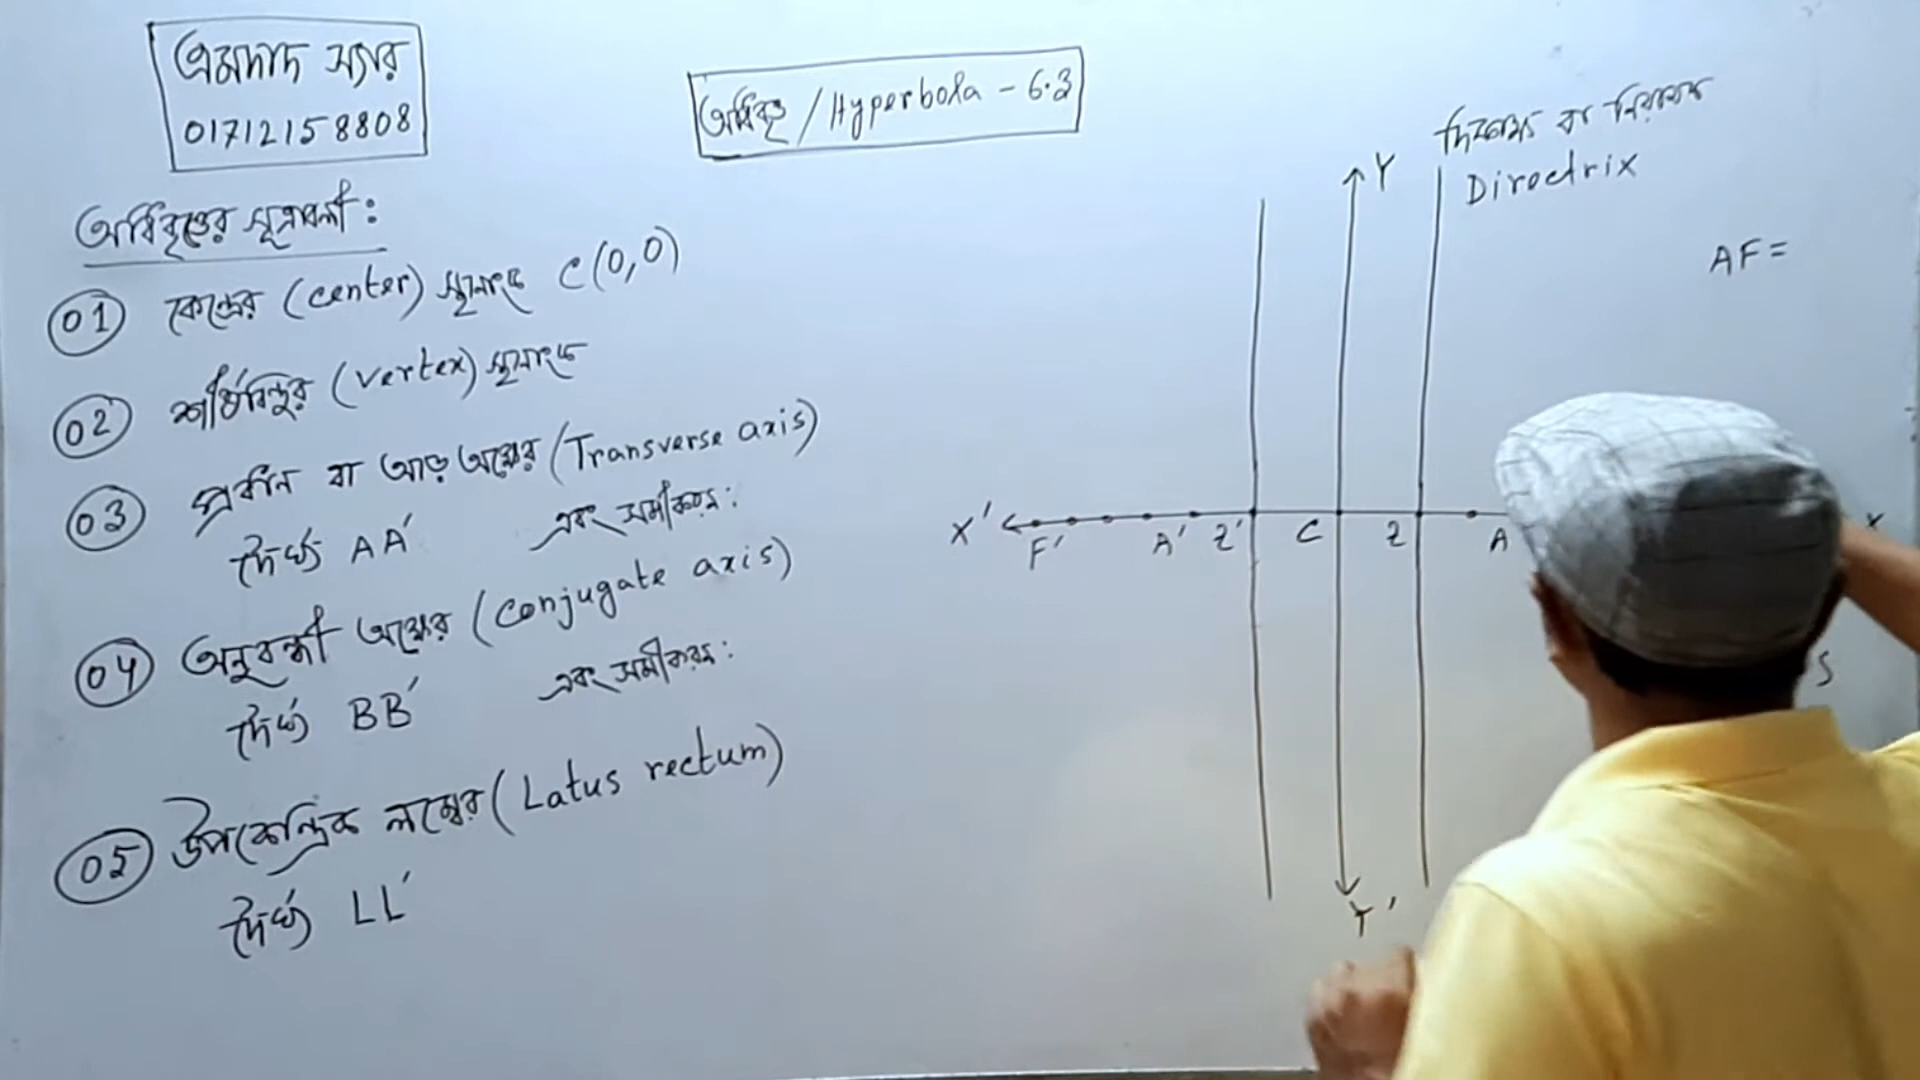 এমদাদ স্যার
01712158808
অধিবৃত্ত / Hyperbola - 6.3
অধিবৃত্তের সূত্রাবলী :
01 কেন্দ্রের (center) স্থানাংক C(0,0)
02 শীর্ষবিন্দুর (vertex) স্থানাংক
03 প্রধান বা আড় অক্ষের (Transverse axis)
দৈর্ঘ্য AA′ এবং সমীকরন :
04 অনুবন্ধী অক্ষের (Conjugate axis)
দৈর্ঘ্য BB′ এবং সমীকরন :
05 উপকেন্দ্রিক লম্বের (Latus rectum)
দৈর্ঘ্য LL′
বা নিয়ামক
Directrix
Y
AF =
X′ F′ A′ Z′ C Z A X
S
Y′